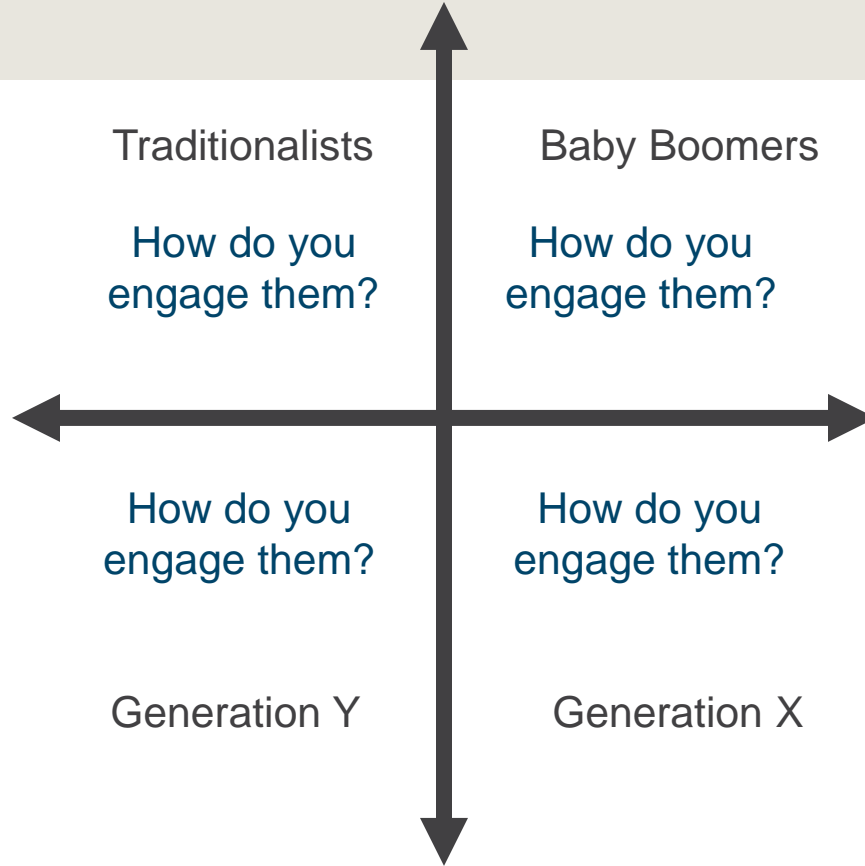 Traditionalists
How do you
engage them?
Baby Boomers
How do you
engage them?
How do you
engage them?
Generation Y
How do you
engage them?
Generation X